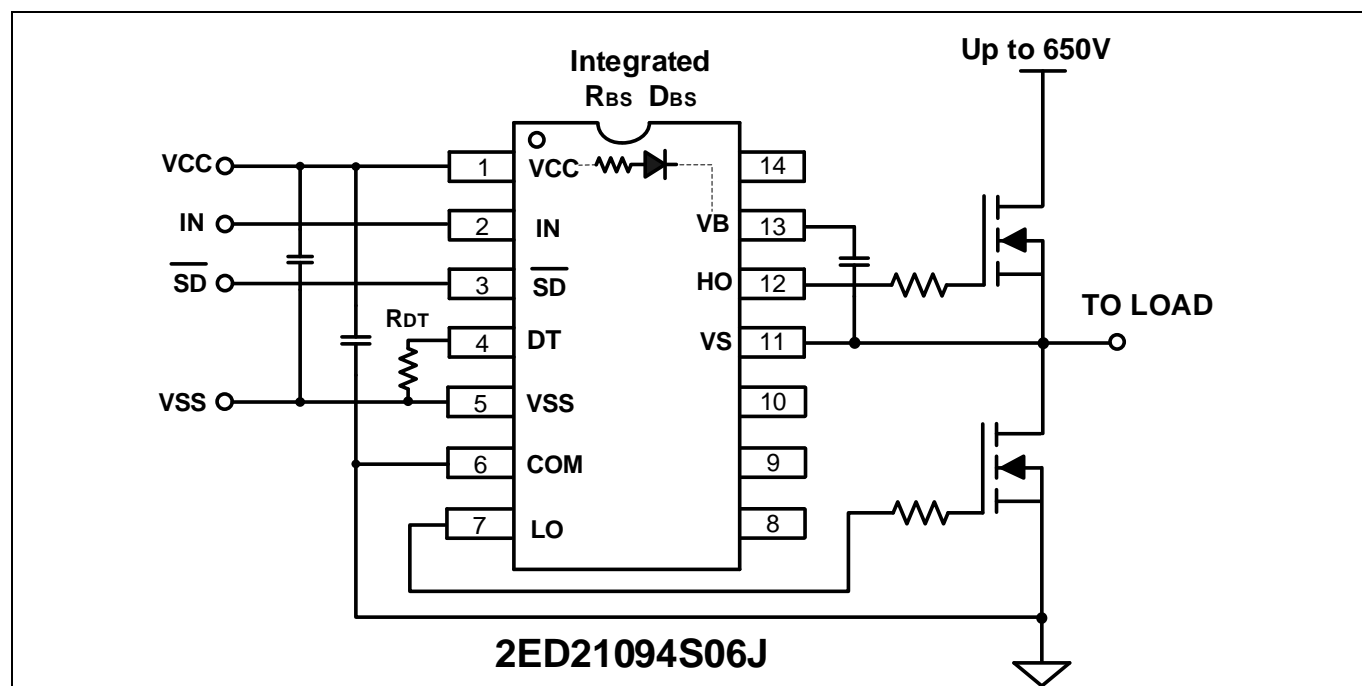 Up to 650V
Integrated
RBS DBS
VCC
1
VCC
14
IN
2
IN
VB
13
SD
3
SD
HO
12
RDT
TO LOAD
4
DT
VS
11
VSS
5
VSS
10
6
COM
9
7
LO
8
2ED21094S06J